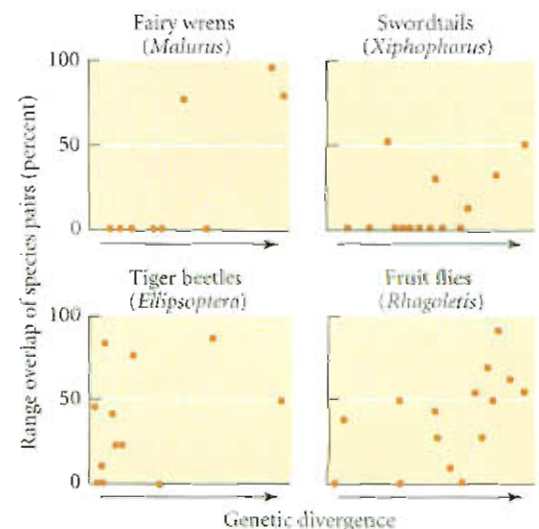 Fairy wrens
(Malurus)
Swordtails
(Xiphophorus)
Range overlap of species pairs (percent)
100
50
0
Tiger beetles
(Ellipsoptera)
Fruit flies
(Rhagoletis)
100
50
0
Genetic divergence